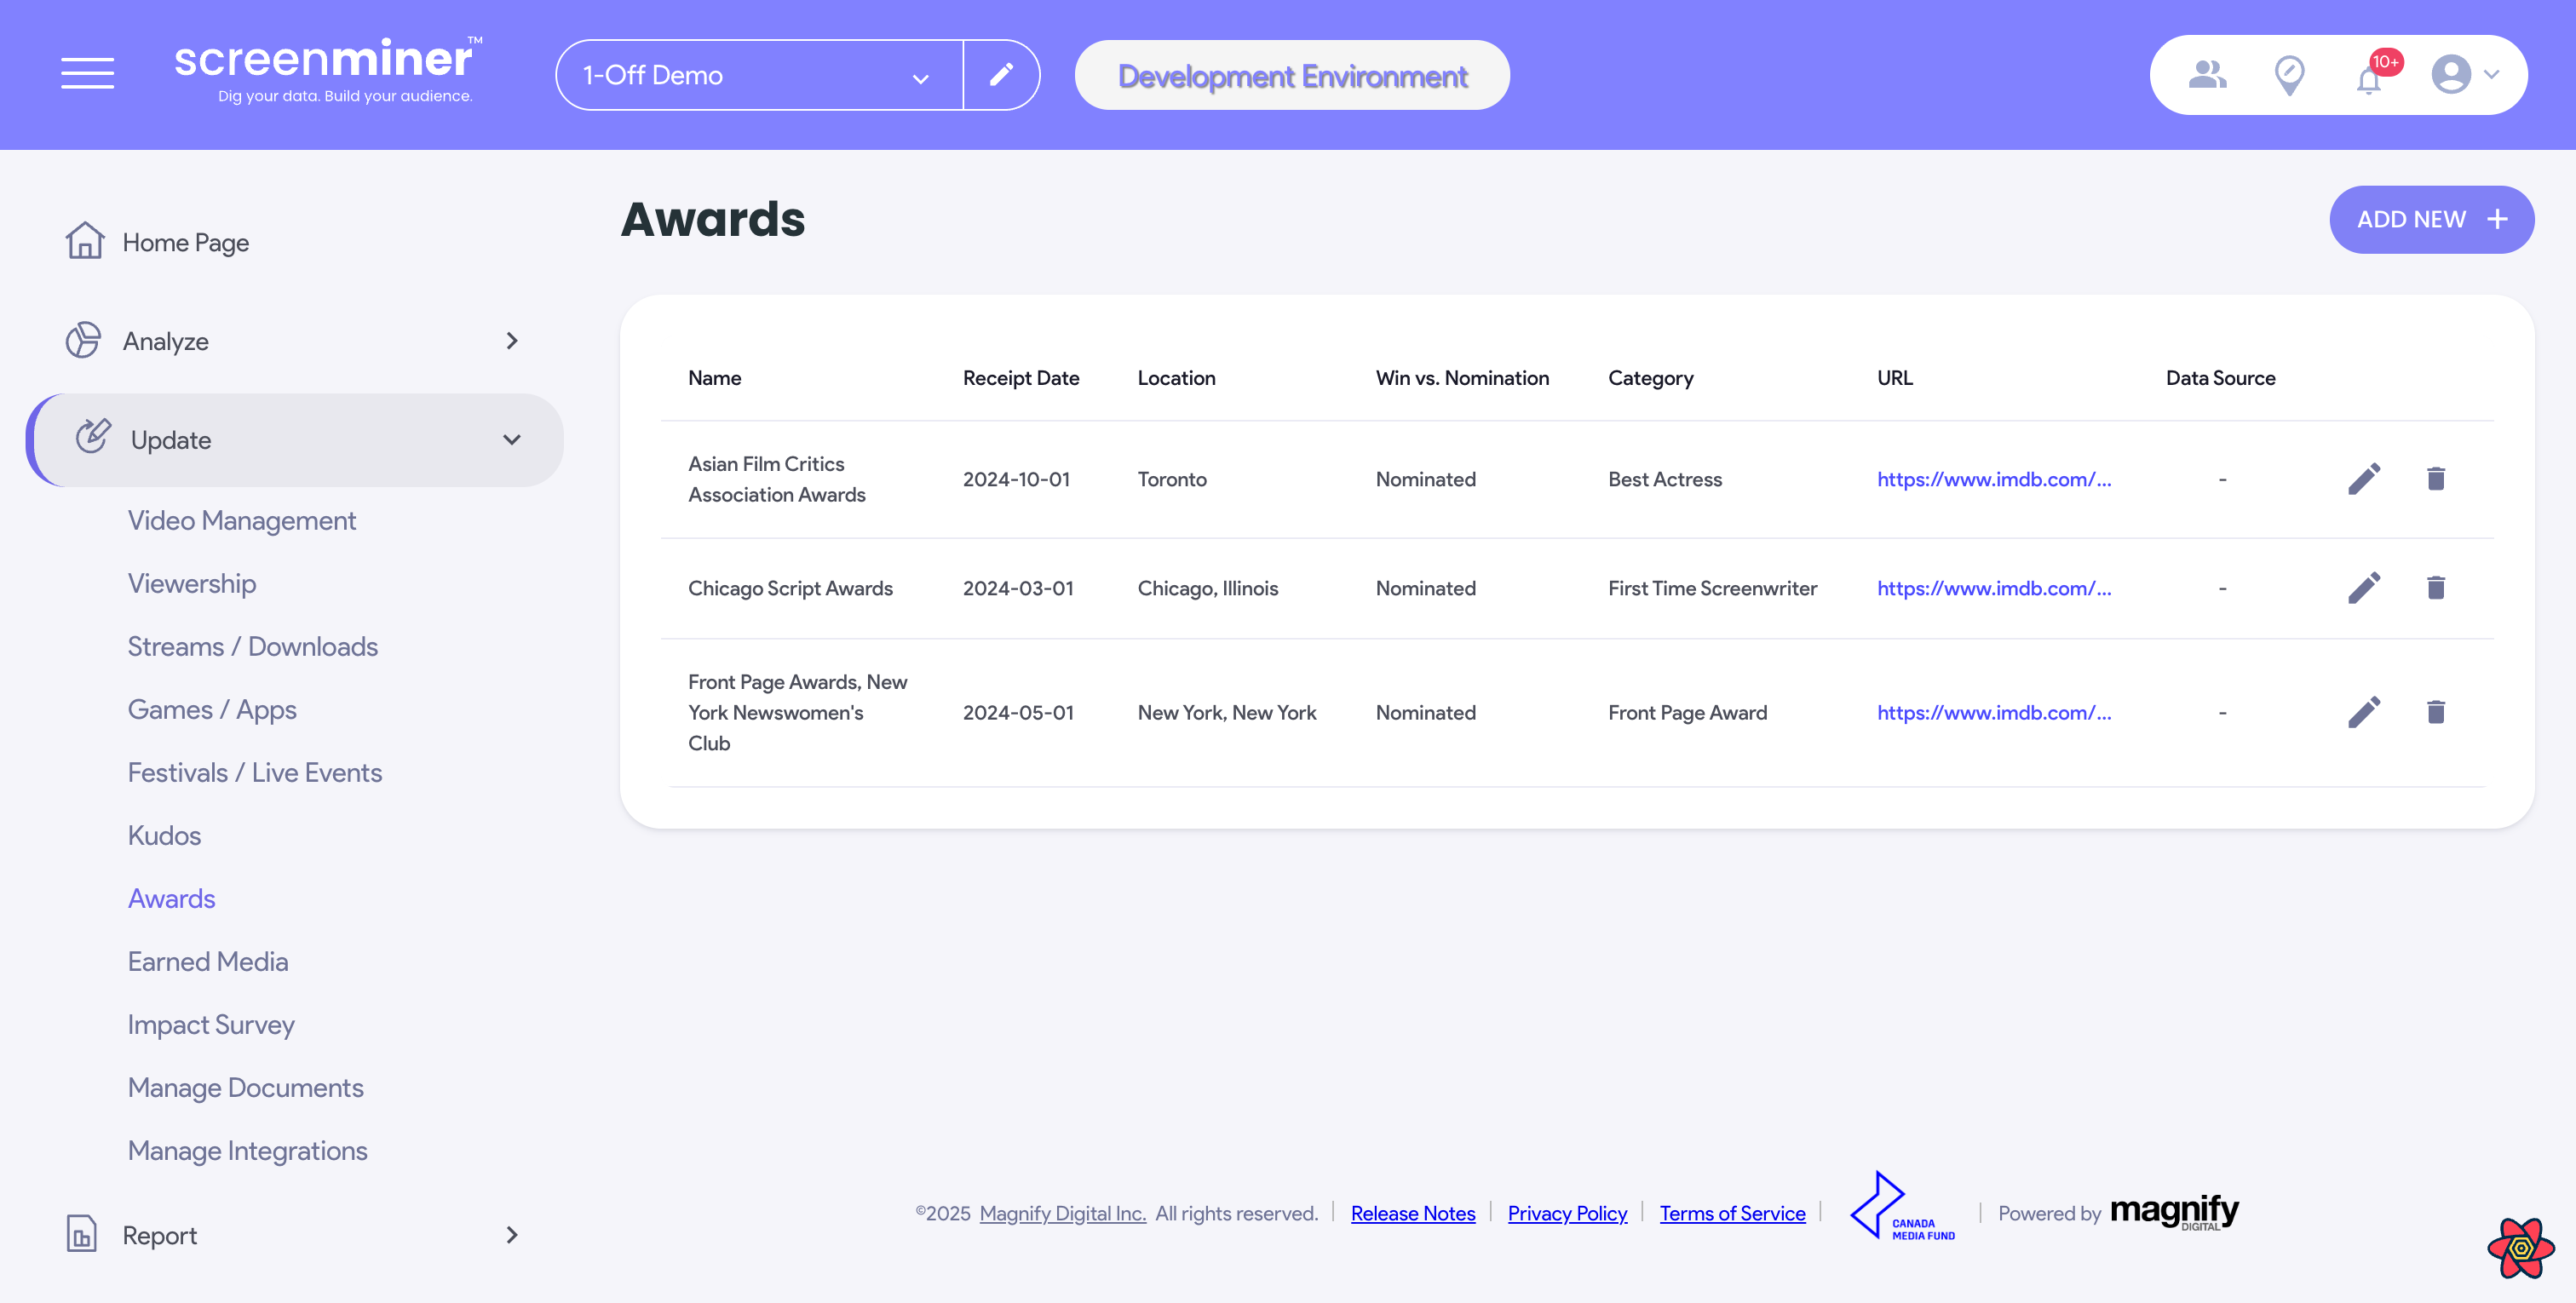 screenminer™
Dig your data. Build your audience.
1-Off Demo
Development Environment
10+
Home Page
Analyze
Update
Video Management
Viewership
Streams / Downloads
Games / Apps
Festivals / Live Events
Kudos
Awards
Earned Media
Impact Survey
Manage Documents
Manage Integrations
Report
Awards
ADD NEW +
Name Receipt Date Location Win vs. Nomination Category URL Data Source
Asian Film Critics
Association Awards 2024-10-01 Toronto Nominated Best Actress https://www.imdb.com/... -
Chicago Script Awards 2024-03-01 Chicago, Illinois Nominated First Time Screenwriter https://www.imdb.com/... -
Front Page Awards, New
York Newswomen's 2024-05-01 New York, New York Nominated Front Page Award https://www.imdb.com/... -
Club
©2025 Magnify Digital Inc. All rights reserved. | Release Notes | Privacy Policy | Terms of Service | CANADA MEDIA FUND | Powered by magnify DIGITAL